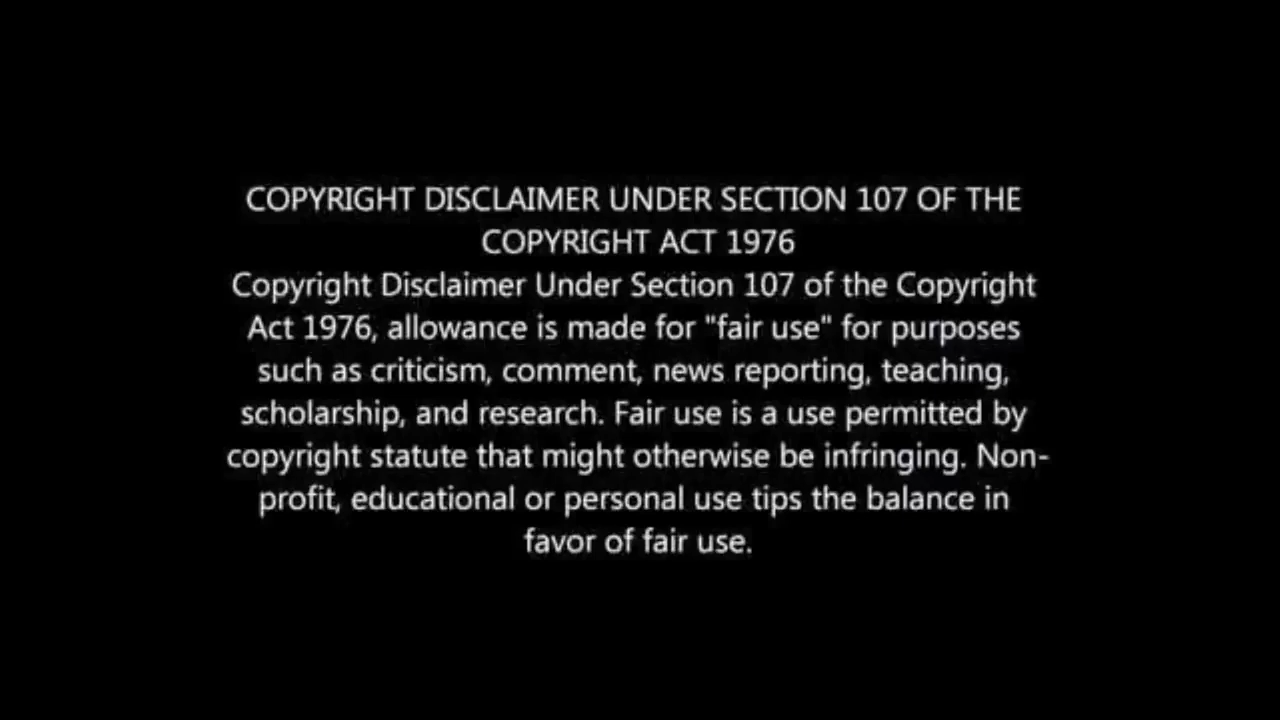 COPYRIGHT DISCLAIMER UNDER SECTION 107 OF THE
COPYRIGHT ACT 1976
Copyright Disclaimer Under Section 107 of the Copyright
Act 1976, allowance is made for "fair use" for purposes
such as criticism, comment, news reporting, teaching,
scholarship, and research. Fair use is a use permitted by
copyright statute that might otherwise be infringing. Non-
profit, educational or personal use tips the balance in
favor of fair use.